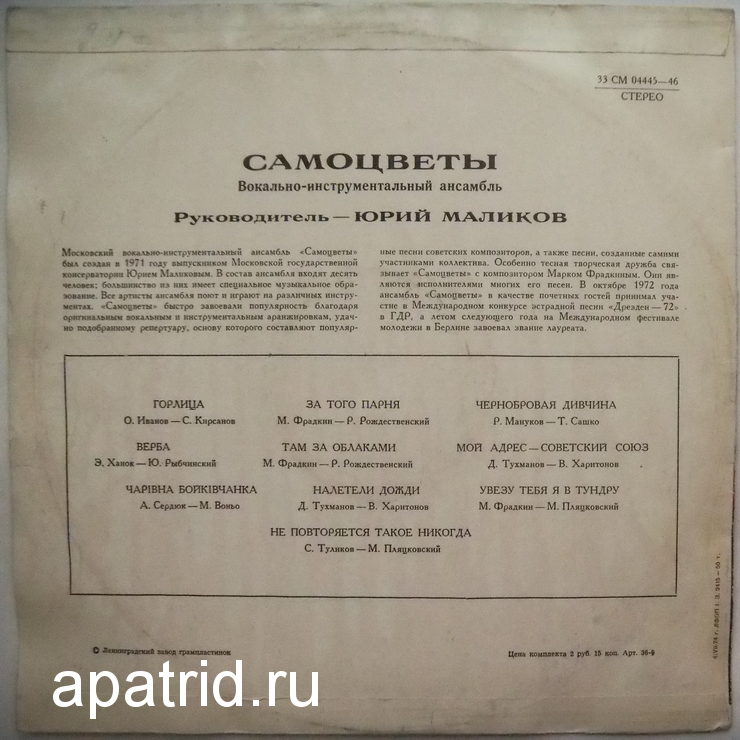 33 СМ 04445—46
СТЕРЕО
САМОЦВЕТЫ
Вокально-инструментальный ансамбль
Руководитель — ЮРИЙ МАЛИКОВ
Московский вокально-инструментальный ансамбль «Самоцветы»
был создан в 1971 году выпускником Московской государственной
консерватории Юрием Маликовым. В состав ансамбля входят десять
человек; большинство из них имеет специальное музыкальное обра-
зование. Все артисты ансамбля поют и играют на различных инстру-
ментах. «Самоцветы» быстро завоевали популярность благодаря
оригинальным вокальным и инструментальным аранжировкам, удач-
но подобранному репертуару, основу которого составляют популяр-
ные песни советских композиторов, а также песни, созданные самими
участниками коллектива. Особенно тесная творческая дружба свя-
зывает «Самоцветы» с композитором Марком Фрадкиным. Они яв-
ляются исполнителями многих его песен. В октябре 1972 года
ансамбль «Самоцветы» в качестве почетных гостей принимал уча-
стие в Международном конкурсе эстрадной песни «Дрезден — 72»
в ГДР, а летом следующего года на Международном фестивале
молодежи в Берлине завоевал звание лауреата.
ГОРЛИЦА
О. Иванов — С. Кирсанов
ЗА ТОГО ПАРНЯ
М. Фрадкин — Р. Рождественский
ЧЕРНОБРОВАЯ ДИВЧИНА
Р. Мануков — Т. Сашко
ВЕРБА
Э. Ханок — Ю. Рыбчинский
ТАМ ЗА ОБЛАКАМИ
М. Фрадкин — Р. Рождественский
МОЙ АДРЕС — СОВЕТСКИЙ СОЮЗ
Д. Тухманов — В. Харитонов
ЧАРІВНА БОЙКІВЧАНКА
А. Сердюк — М. Воньо
НАЛЕТЕЛИ ДОЖДИ
Д. Тухманов — В. Харитонов
УВЕЗУ ТЕБЯ Я В ТУНДРУ
М. Фрадкин — М. Пляцковский
НЕ ПОВТОРЯЕТСЯ ТАКОЕ НИКОГДА
С. Туликов — М. Пляцковский
© Ленинградский завод грампластинок
Цена комплекта 2 руб. 15 коп. Арт. 36-9
apatrid.ru